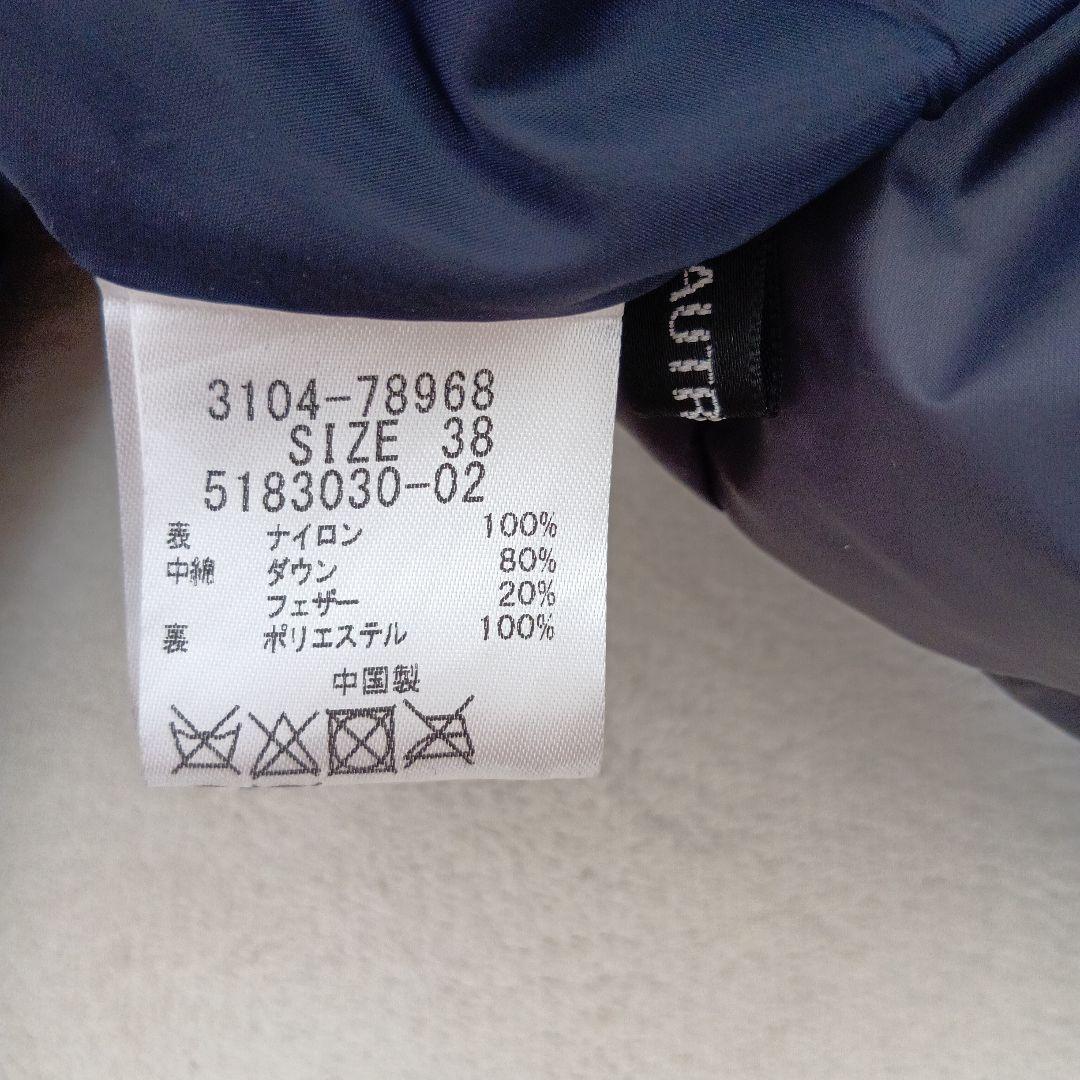 3104-78968
SIZE 38
5183030-02
表 ナイロン 100%
中綿 ダウン 80%
フェザー 20%
裏 ポリエステル 100%
中国製